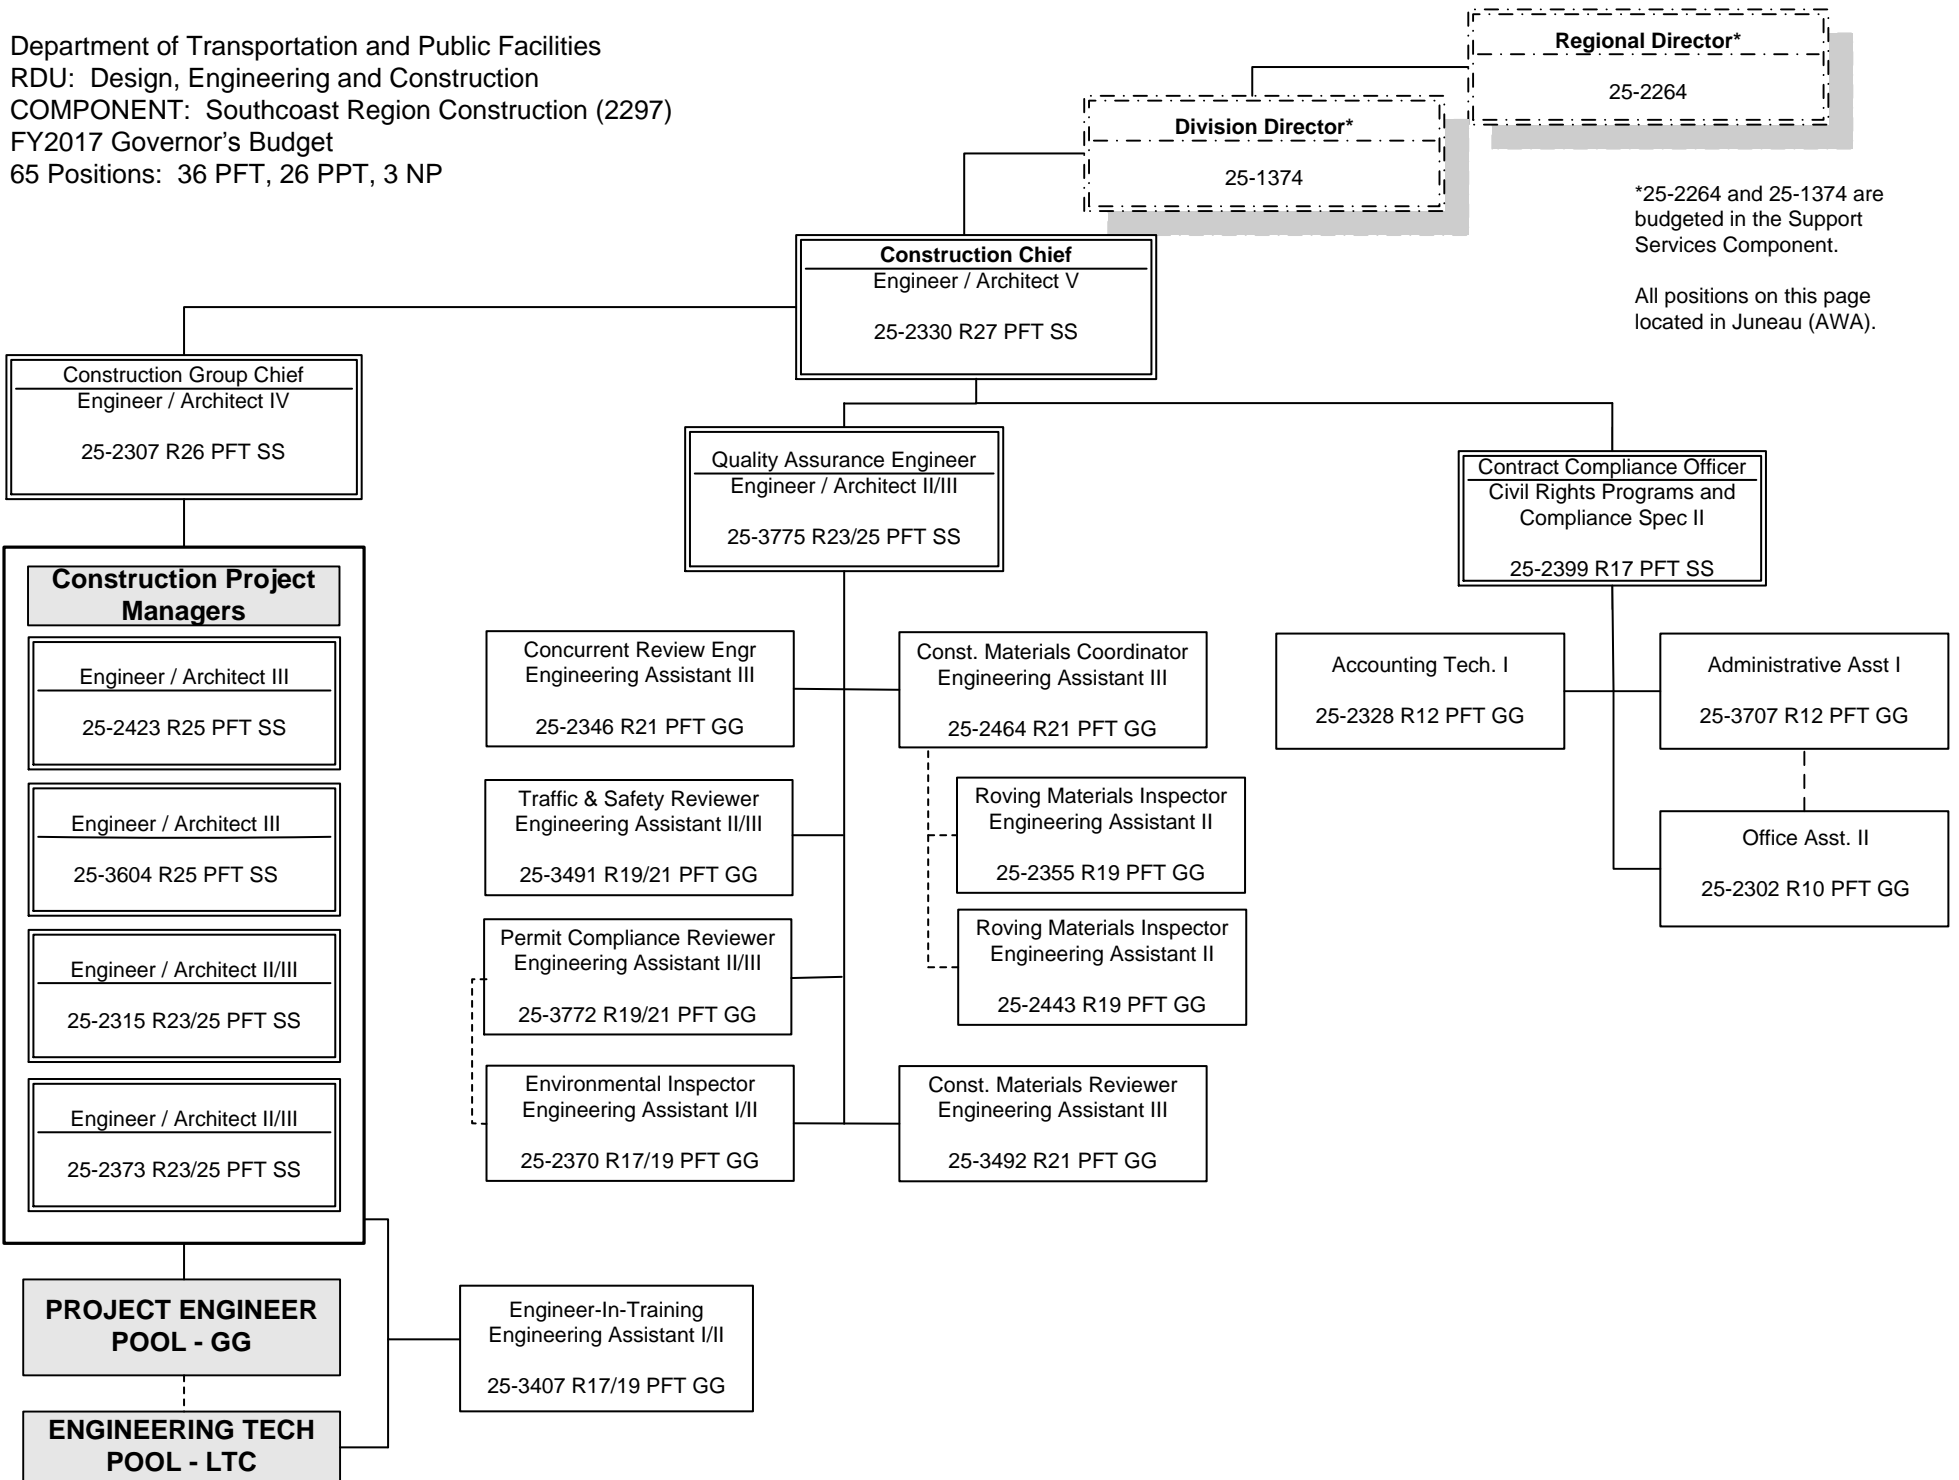 Department of Transportation and Public Facilities
RDU: Design, Engineering and Construction
COMPONENT: Southcoast Region Construction (2297)
FY2017 Governor's Budget
65 Positions: 36 PFT, 26 PPT, 3 NP
Regional Director*
25-2264
Division Director*
25-1374
*25-2264 and 25-1374 are
budgeted in the Support
Services Component.
All positions on this page
located in Juneau (AWA).
Construction Chief
Engineer / Architect V
25-2330 R27 PFT SS
Construction Group Chief
Engineer / Architect IV
25-2307 R26 PFT SS
Quality Assurance Engineer
Engineer / Architect II/III
25-3775 R23/25 PFT SS
Contract Compliance Officer
Civil Rights Programs and
Compliance Spec II
25-2399 R17 PFT SS
Construction Project
Managers
Engineer / Architect III
25-2423 R25 PFT SS
Engineer / Architect III
25-3604 R25 PFT SS
Engineer / Architect II/III
25-2315 R23/25 PFT SS
Engineer / Architect II/III
25-2373 R23/25 PFT SS
Concurrent Review Engr
Engineering Assistant III
25-2346 R21 PFT GG
Const. Materials Coordinator
Engineering Assistant III
25-2464 R21 PFT GG
Traffic & Safety Reviewer
Engineering Assistant II/III
25-3491 R19/21 PFT GG
Roving Materials Inspector
Engineering Assistant II
25-2355 R19 PFT GG
Permit Compliance Reviewer
Engineering Assistant II/III
25-3772 R19/21 PFT GG
Roving Materials Inspector
Engineering Assistant II
25-2443 R19 PFT GG
Environmental Inspector
Engineering Assistant I/II
25-2370 R17/19 PFT GG
Const. Materials Reviewer
Engineering Assistant III
25-3492 R21 PFT GG
Accounting Tech. I
25-2328 R12 PFT GG
Administrative Asst I
25-3707 R12 PFT GG
Office Asst. II
25-2302 R10 PFT GG
PROJECT ENGINEER
POOL - GG
Engineer-In-Training
Engineering Assistant I/II
25-3407 R17/19 PFT GG
ENGINEERING TECH
POOL - LTC